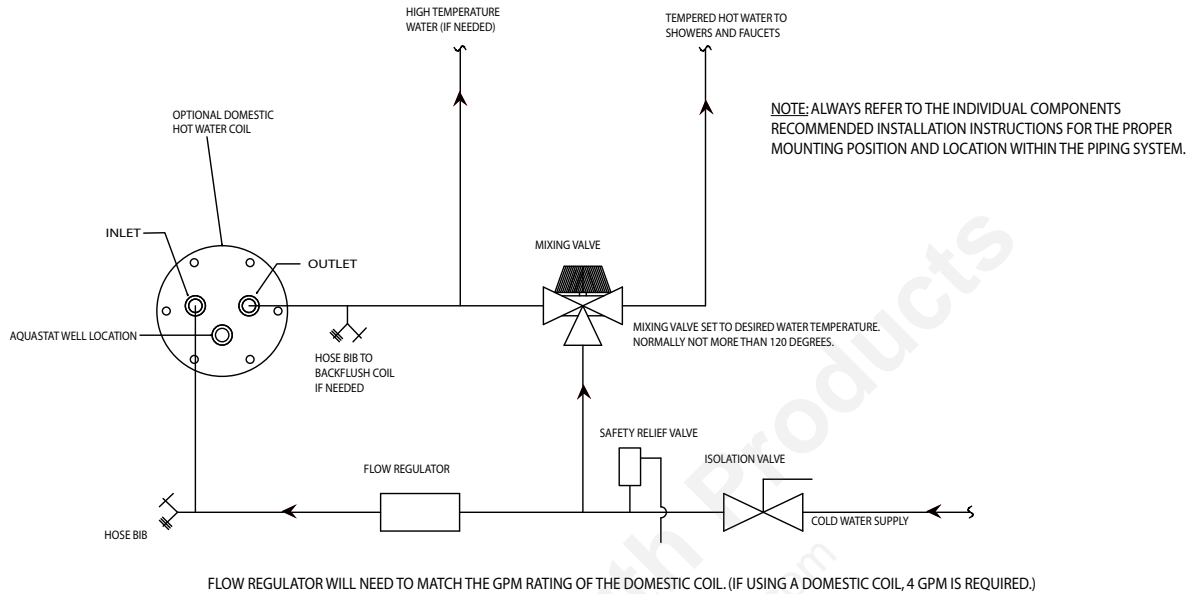 HIGH TEMPERATURE
WATER (IF NEEDED)
TEMPERED HOT WATER TO
SHOWERS AND FAUCETS
OPTIONAL DOMESTIC
HOT WATER COIL
NOTE: ALWAYS REFER TO THE INDIVIDUAL COMPONENTS
RECOMMENDED INSTALLATION INSTRUCTIONS FOR THE PROPER
MOUNTING POSITION AND LOCATION WITHIN THE PIPING SYSTEM.
INLET
OUTLET
MIXING VALVE
AQUASTAT WELL LOCATION
MIXING VALVE SET TO DESIRED WATER TEMPERATURE.
NORMALLY NOT MORE THAN 120 DEGREES.
HOSE BIB TO
BACKFLUSH COIL
IF NEEDED
SAFETY RELIEF VALVE
ISOLATION VALVE
FLOW REGULATOR
COLD WATER SUPPLY
HOSE BIB
FLOW REGULATOR WILL NEED TO MATCH THE GPM RATING OF THE DOMESTIC COIL. (IF USING A DOMESTIC COIL, 4 GPM IS REQUIRED.)
Products